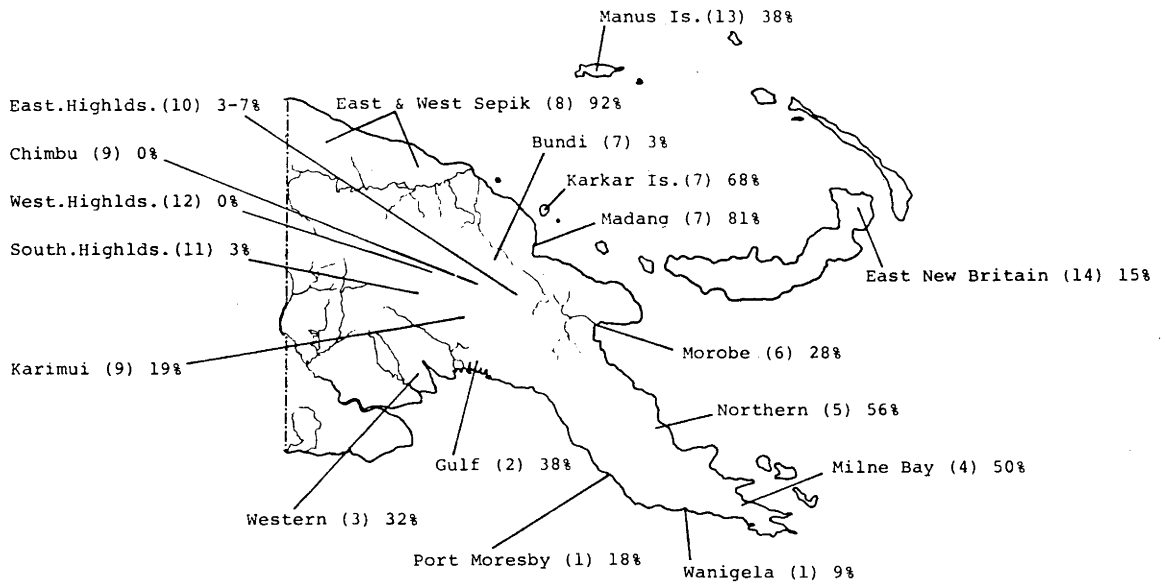 Manus Is.(13) 38%
East.Highlds.(10) 3-7%
East & West Sepik (8) 92%
Bundi (7) 3%
Chimbu (9) 0%
Karkar Is.(7) 68%
West.Highlds.(12) 0%
Madang (7) 81%
South.Highlds.(11) 3%
East New Britain (14) 15%
Morobe (6) 28%
Karimui (9) 19%
Northern (5) 56%
Gulf (2) 38%
Milne Bay (4) 50%
Western (3) 32%
Port Moresby (1) 18%
Wanigela (1) 9%